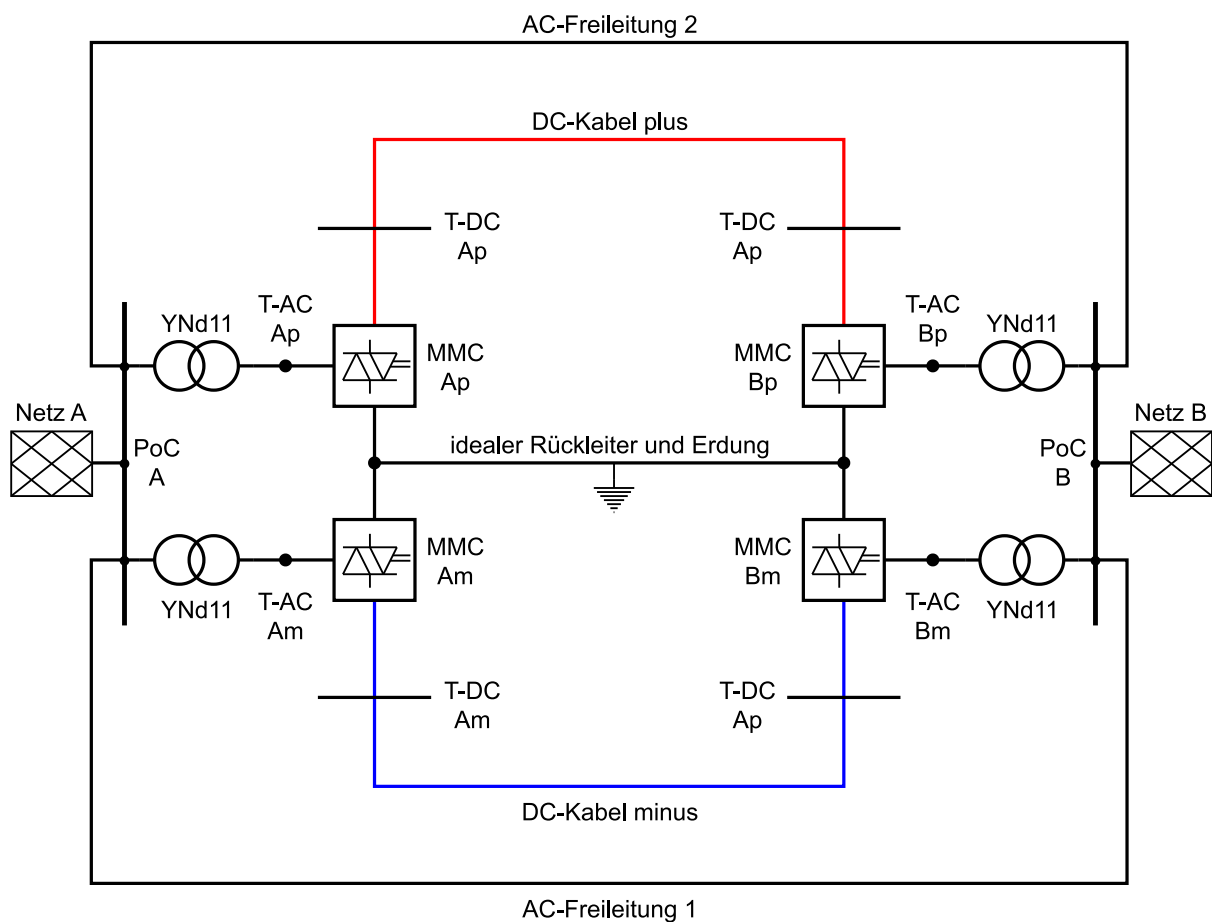 AC-Freileitung 2
DC-Kabel plus
T-DC
Ap
T-DC
Ap
YNd11
T-AC
Ap
MMC
Ap
MMC
Bp
T-AC
Bp
YNd11
Netz A
PoC
A
idealer Rückleiter und Erdung
PoC
B
Netz B
YNd11
T-AC
Am
MMC
Am
MMC
Bm
T-AC
Bm
YNd11
T-DC
Am
T-DC
Ap
DC-Kabel minus
AC-Freileitung 1